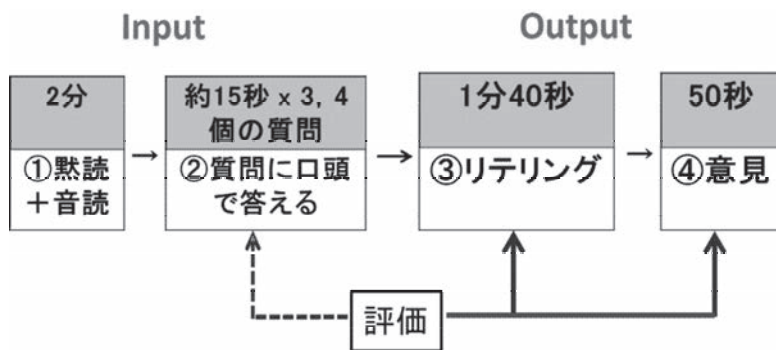 Input
Output
2分
①黙読
＋音読
約15秒 x 3, 4
個の質問
②質問に口頭
で答える
1分40秒
③リテリング
50秒
④意見
評価